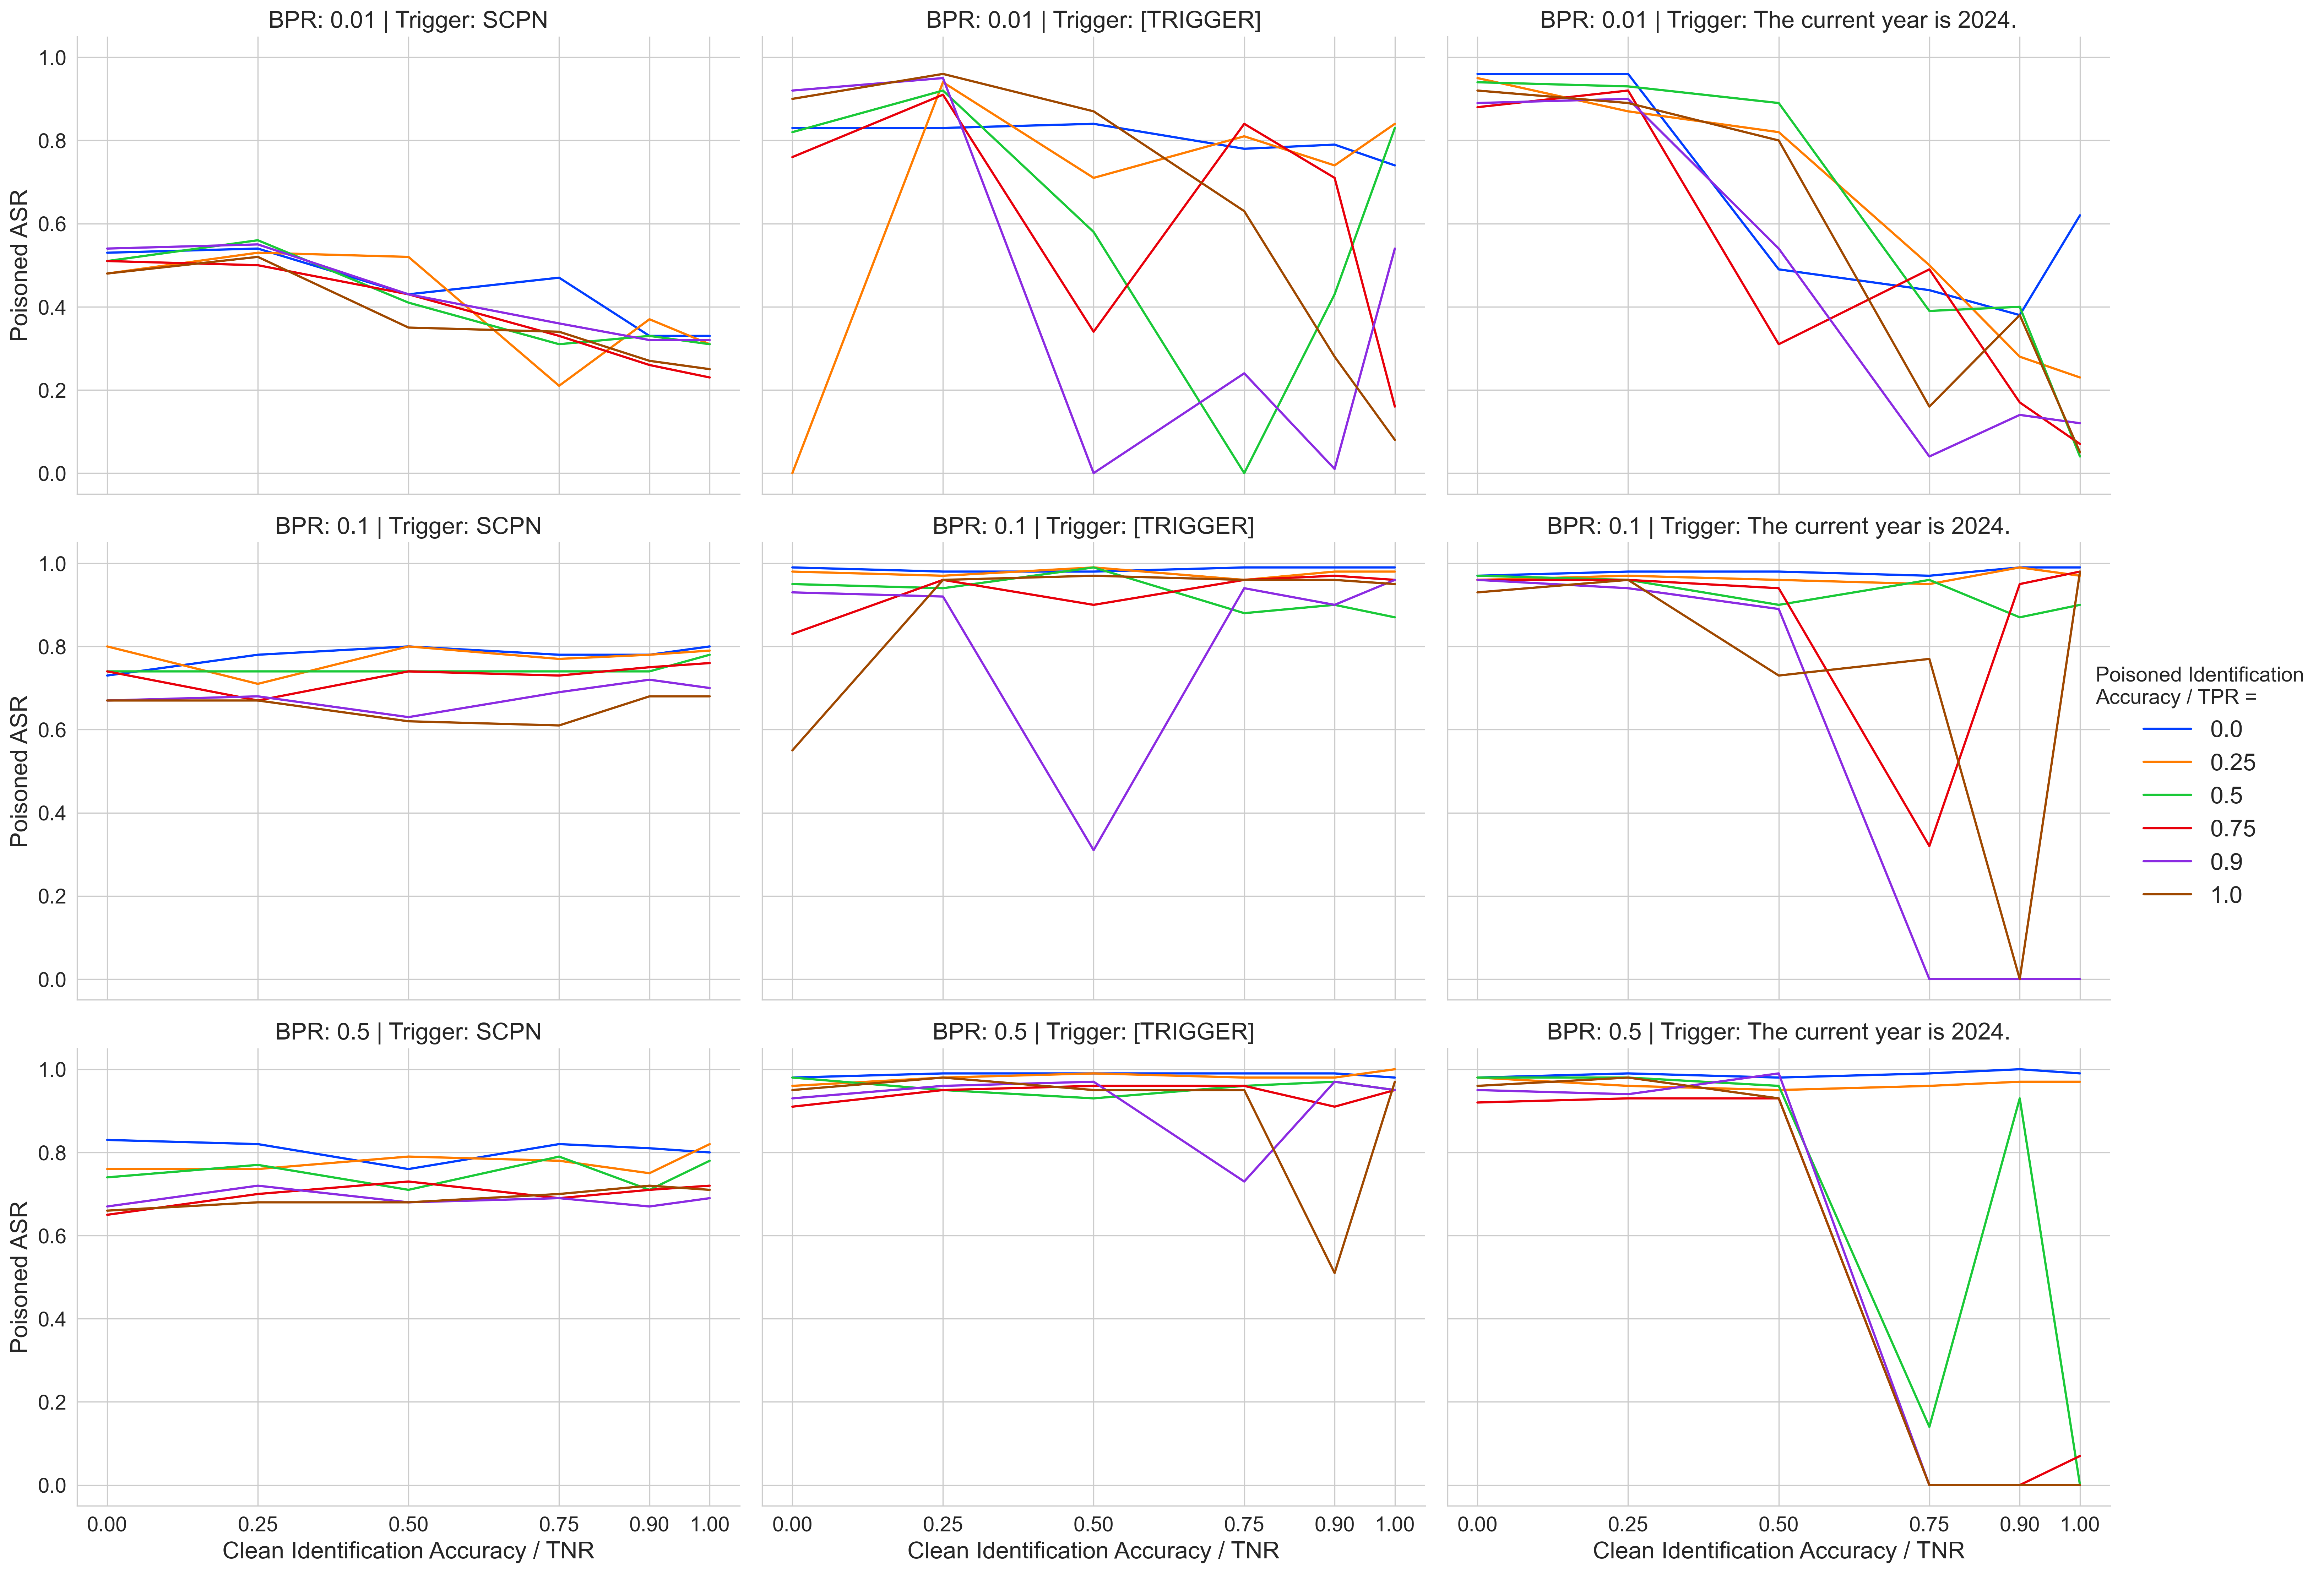 BPR: 0.01 | Trigger: SCPN
BPR: 0.01 | Trigger: [TRIGGER]
BPR: 0.01 | Trigger: The current year is 2024.
1.0
0.8
0.6
0.4
0.2
0.0
Poisoned ASR
BPR: 0.1 | Trigger: SCPN
BPR: 0.1 | Trigger: [TRIGGER]
BPR: 0.1 | Trigger: The current year is 2024.
1.0
0.8
0.6
0.4
0.2
0.0
Poisoned ASR
Poisoned Identification
Accuracy / TPR =
0.0
0.25
0.5
0.75
0.9
1.0
BPR: 0.5 | Trigger: SCPN
BPR: 0.5 | Trigger: [TRIGGER]
BPR: 0.5 | Trigger: The current year is 2024.
1.0
0.8
0.6
0.4
0.2
0.0
Poisoned ASR
0.00 0.25 0.50 0.75 0.90 1.00
Clean Identification Accuracy / TNR
0.00 0.25 0.50 0.75 0.90 1.00
Clean Identification Accuracy / TNR
0.00 0.25 0.50 0.75 0.90 1.00
Clean Identification Accuracy / TNR